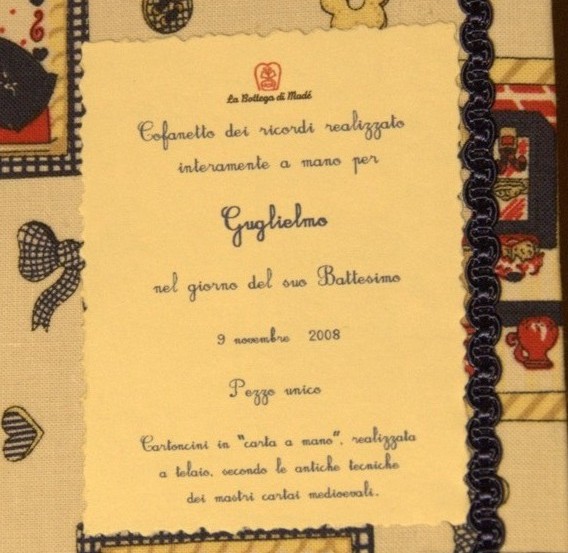 La Bottega di Madé
Cofanetto dei ricordi realizzato
interamente a mano per
Guglielmo
nel giorno del suo Battesimo
9 novembre 2008
Pezzo unico
Cartoncini in "carta a mano", realizzata
a telaio, secondo le antiche tecniche
dei mastri cartai medioevali.